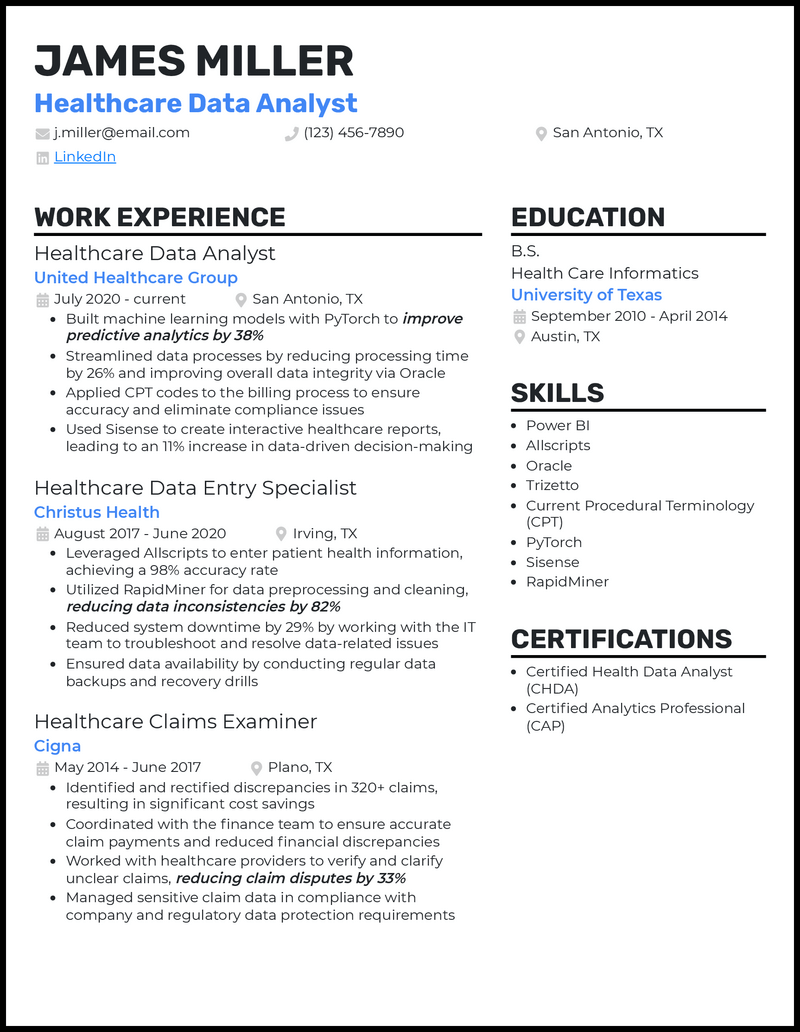 JAMES MILLER
Healthcare Data Analyst
j.miller@email.com
(123) 456-7890
San Antonio, TX
LinkedIn
WORK EXPERIENCE
Healthcare Data Analyst
United Healthcare Group
July 2020 - current
San Antonio, TX
• Built machine learning models with PyTorch to improve
predictive analytics by 38%
• Streamlined data processes by reducing processing time
by 26% and improving overall data integrity via Oracle
• Applied CPT codes to the billing process to ensure
accuracy and eliminate compliance issues
• Used Sisense to create interactive healthcare reports,
leading to an 11% increase in data-driven decision-making
Healthcare Data Entry Specialist
Christus Health
August 2017 - June 2020
Irving, TX
• Leveraged Allscripts to enter patient health information,
achieving a 98% accuracy rate
• Utilized RapidMiner for data preprocessing and cleaning,
reducing data inconsistencies by 82%
• Reduced system downtime by 29% by working with the IT
team to troubleshoot and resolve data-related issues
• Ensured data availability by conducting regular data
backups and recovery drills
Healthcare Claims Examiner
Cigna
May 2014 - June 2017
Plano, TX
• Identified and rectified discrepancies in 320+ claims,
resulting in significant cost savings
• Coordinated with the finance team to ensure accurate
claim payments and reduced financial discrepancies
• Worked with healthcare providers to verify and clarify
unclear claims, reducing claim disputes by 33%
• Managed sensitive claim data in compliance with
company and regulatory data protection requirements
EDUCATION
B.S.
Health Care Informatics
University of Texas
September 2010 - April 2014
Austin, TX
SKILLS
• Power BI
• Allscripts
• Oracle
• Trizetto
• Current Procedural Terminology
(CPT)
• PyTorch
• Sisense
• RapidMiner
CERTIFICATIONS
• Certified Health Data Analyst
(CHDA)
• Certified Analytics Professional
(CAP)